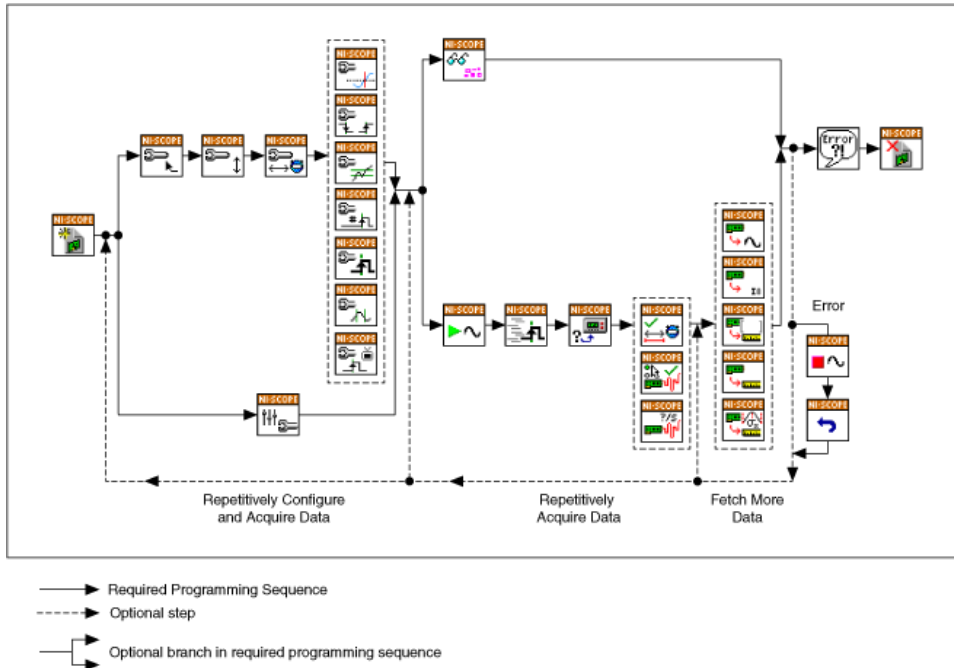 NI-SCOPE
NI-SCOPE
NI-SCOPE
NI-SCOPE
NI-SCOPE
NI-SCOPE
NI-SCOPE
NI-SCOPE
NI-SCOPE
NI-SCOPE
NI-SCOPE
NI-SCOPE
NI-SCOPE
NI-SCOPE
#
NI-SCOPE
NI-SCOPE
NI-SCOPE
?
NI-SCOPE
NI-SCOPE
NI-SCOPE
?/S
NI-SCOPE
NI-SCOPE
NI-SCOPE
NI-SCOPE
NI-SCOPE
Error
?!
NI-SCOPE
Error
NI-SCOPE
NI-SCOPE
Repetitively Configure
and Acquire Data
Repetitively
Acquire Data
Fetch More
Data
Required Programming Sequence
Optional step
Optional branch in required programming sequence